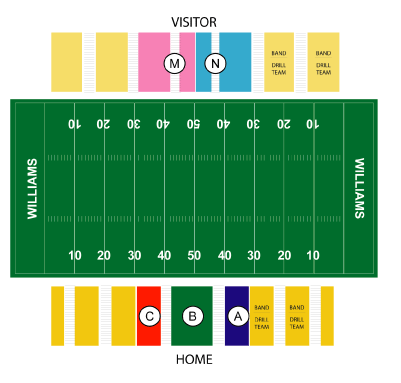 VISITOR
M N
BAND BAND
DRILL DRILL
TEAM TEAM
10 20 30 40 50 40 30 20 10
WILLIAMS WILLIAMS
10 20 30 40 50 40 30 20 10
C B A
BAND BAND
DRILL DRILL
TEAM TEAM
HOME